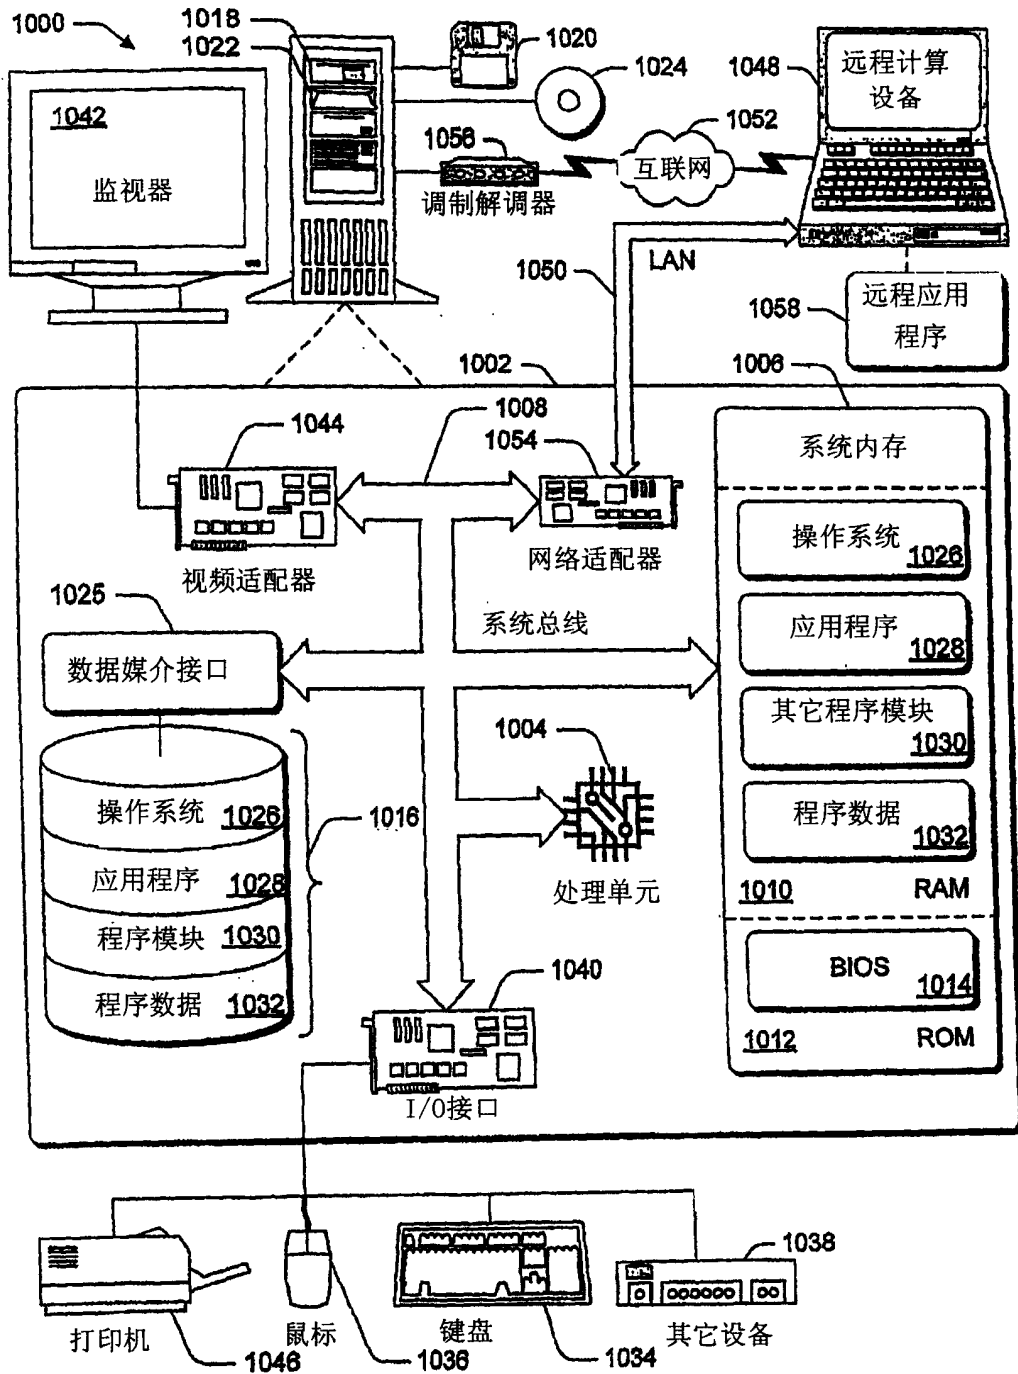 1000
1018
1022
1020
1024
1048
远程计算
设备
1042
监视器
1056
调制解调器
1052
互联网
1050
LAN
1058
远程应用
程序
1002
1006
1008
1044
1054
系统内存
视频适配器
网络适配器
操作系统 1026
1025
数据媒介接口
系统总线
应用程序 1028
其它程序模块 1030
1004
程序数据 1032
处理单元
1010 RAM
操作系统 1026
应用程序 1028
程序模块 1030
程序数据 1032
1016
BIOS 1014
1012 ROM
1040
I/O接口
打印机
1046
鼠标
1036
键盘
1034
1038
其它设备